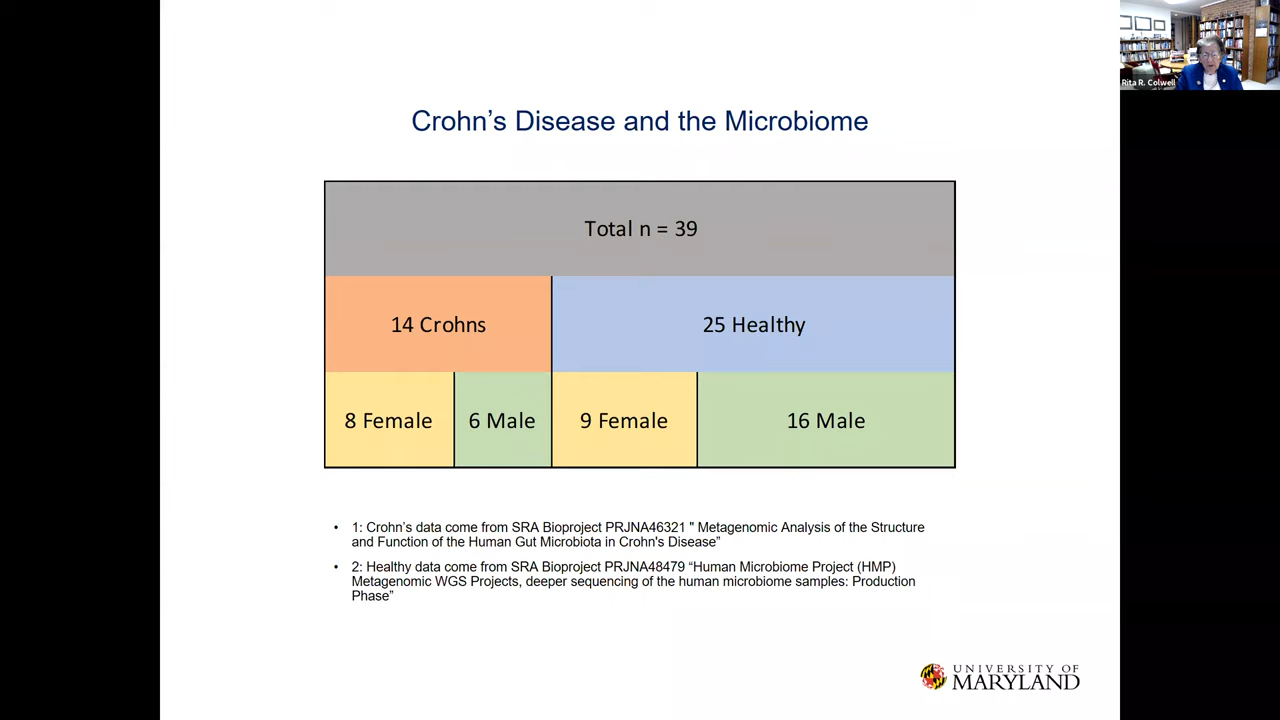 Rita R. Colwell
Crohn’s Disease and the Microbiome
Total n = 39
14 Crohns
25 Healthy
8 Female
6 Male
9 Female
16 Male
• 1: Crohn’s data come from SRA Bioproject PRJNA46321 " Metagenomic Analysis of the Structure
and Function of the Human Gut Microbiota in Crohn's Disease”
• 2: Healthy data come from SRA Bioproject PRJNA48479 “Human Microbiome Project (HMP)
Metagenomic WGS Projects, deeper sequencing of the human microbiome samples: Production
Phase”
UNIVERSITY OF
MARYLAND